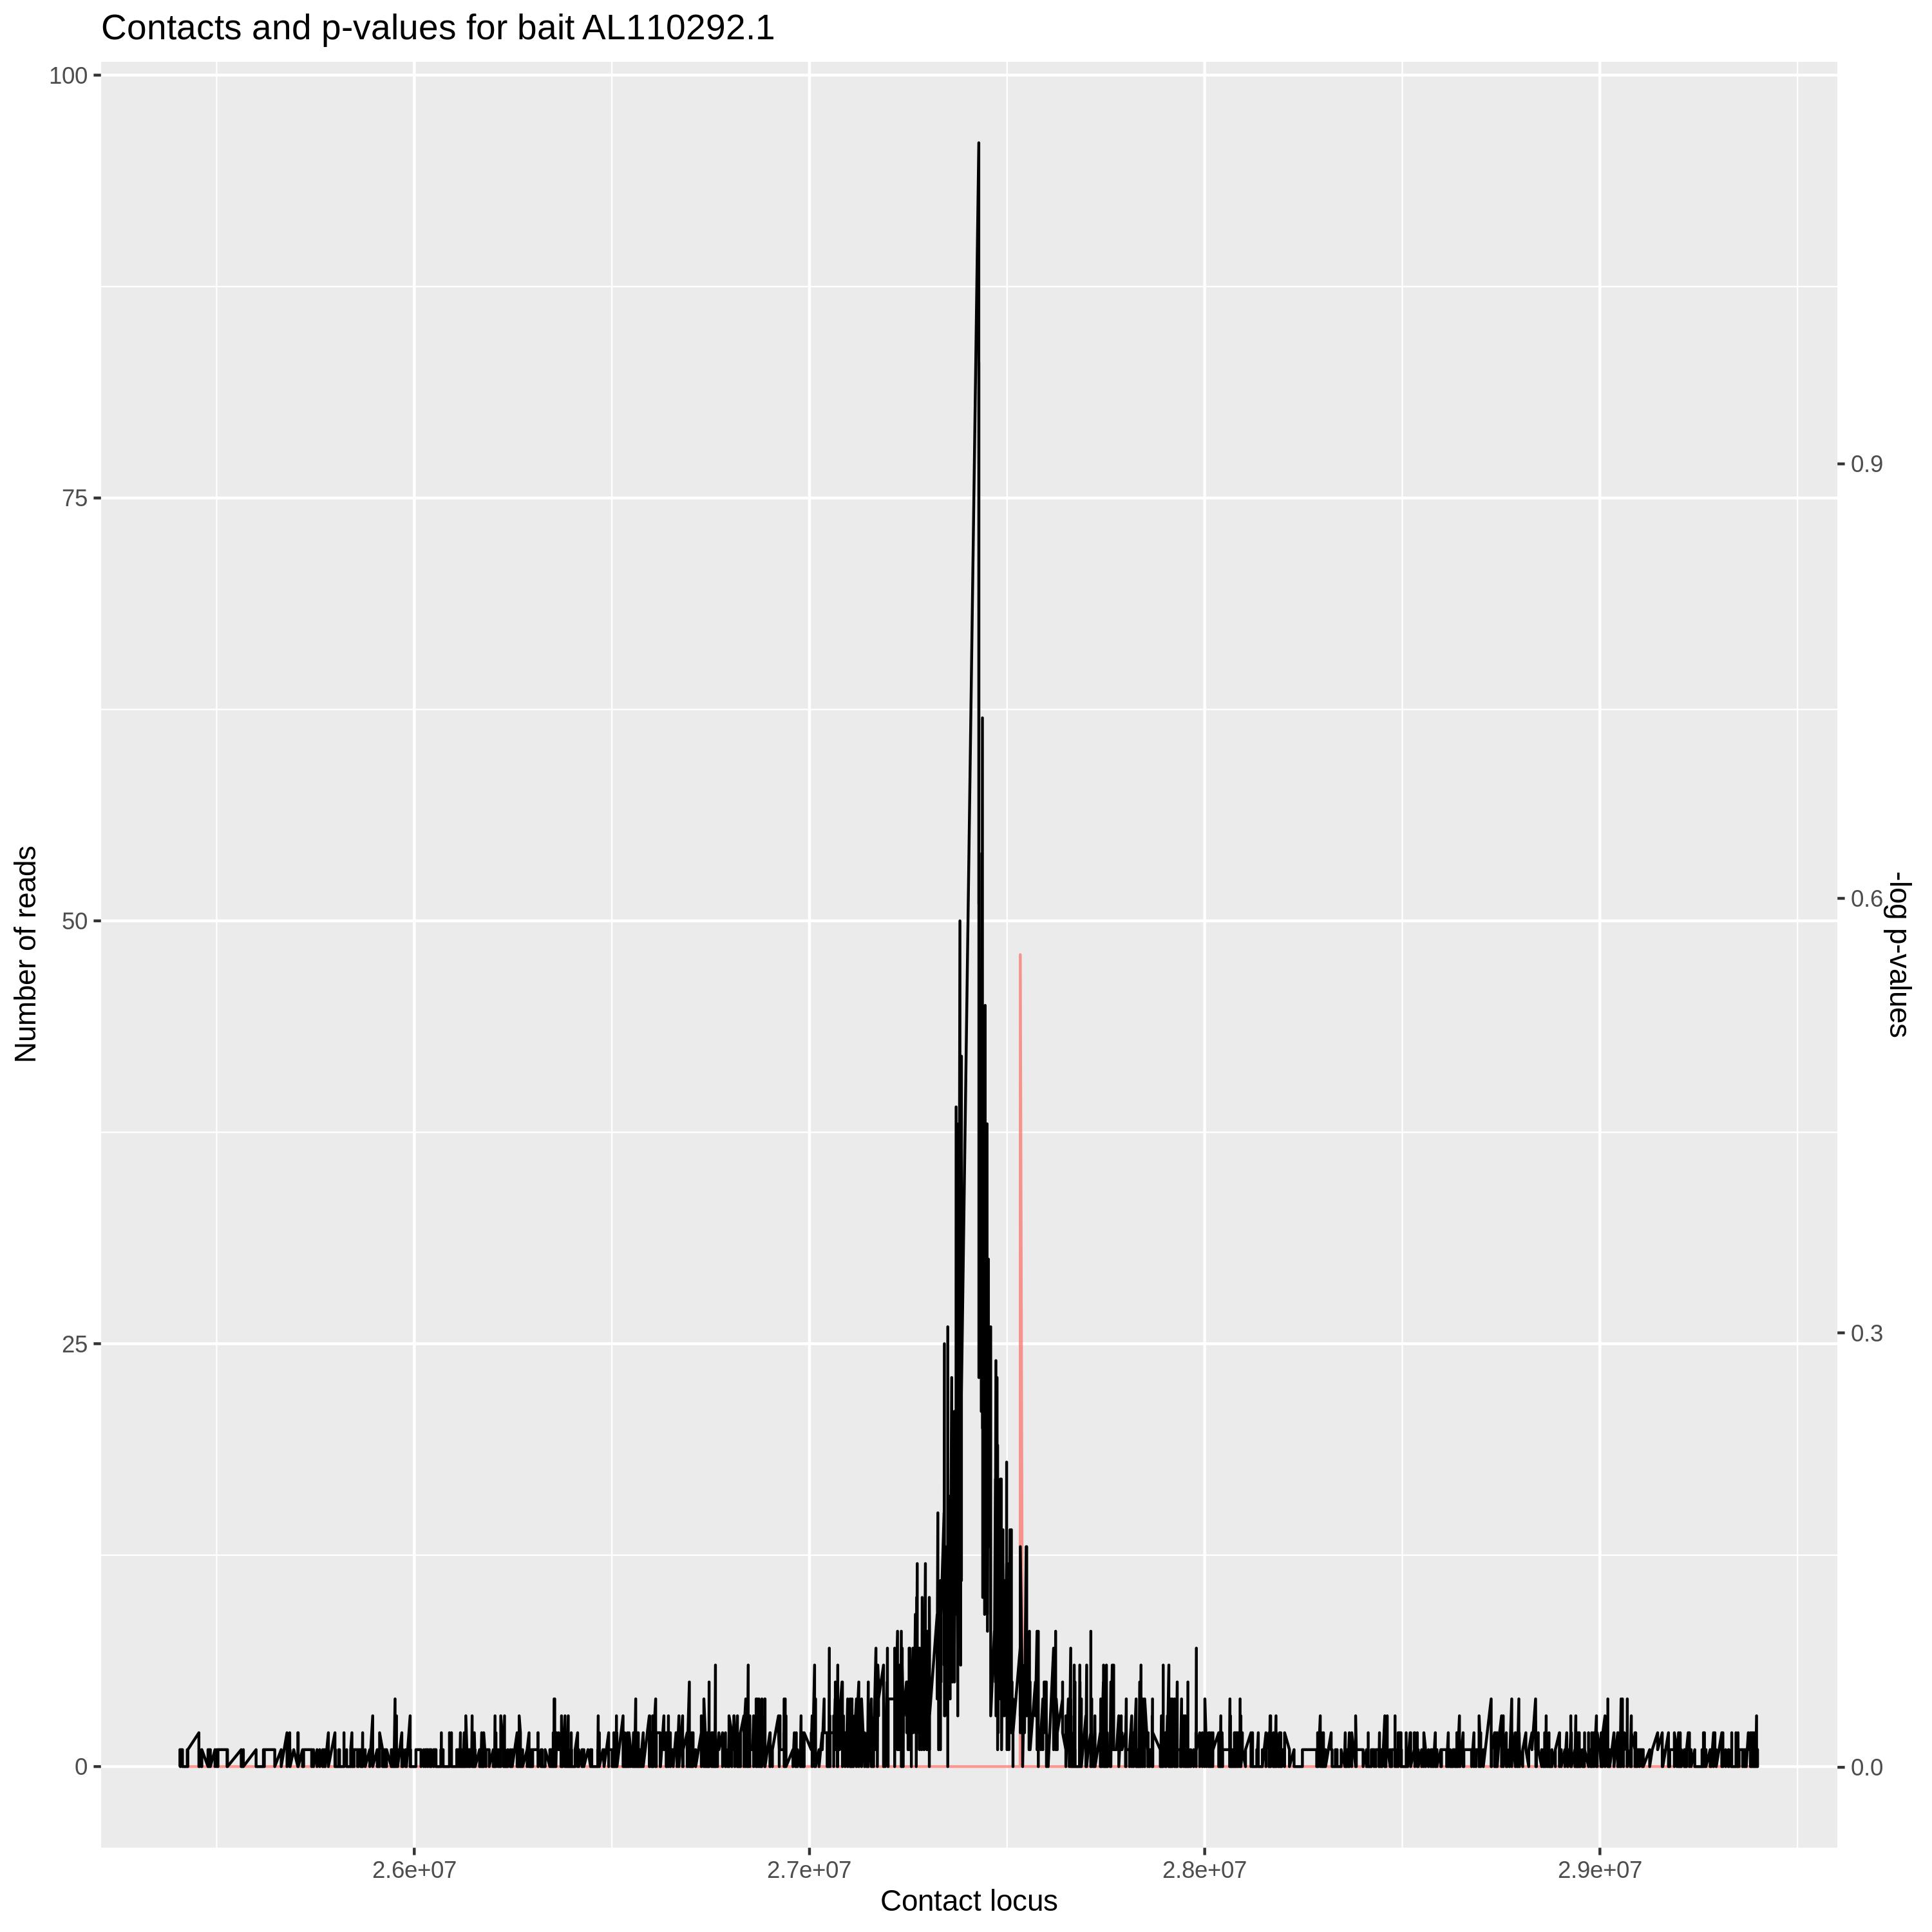 Contacts and p-values for bait AL110292.1
100
75
50
25
0
Number of reads
0.9
0.6
0.3
0.0
-log p-values
2.6e+07
2.7e+07
2.8e+07
2.9e+07
Contact locus